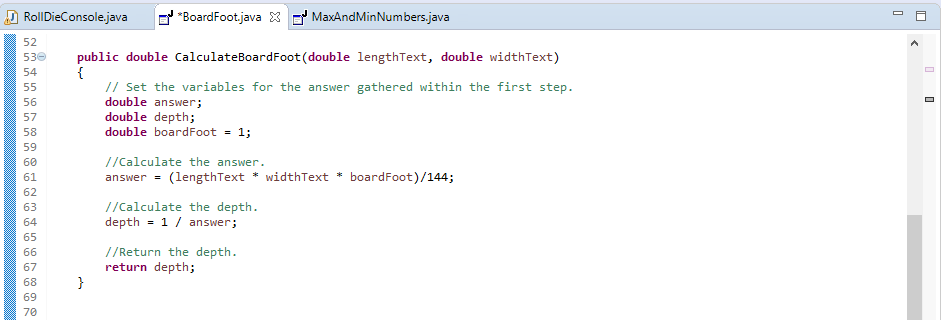 RollDieConsole.java *BoardFoot.java MaxAndMinNumbers.java
52
53 public double CalculateBoardFoot(double lengthText, double widthText)
54 {
55 // Set the variables for the answer gathered within the first step.
56 double answer;
57 double depth;
58 double boardFoot = 1;
59
60 //Calculate the answer.
61 answer = (lengthText * widthText * boardFoot)/144;
62
63 //Calculate the depth.
64 depth = 1 / answer;
65
66 //Return the depth.
67 return depth;
68 }
69
70